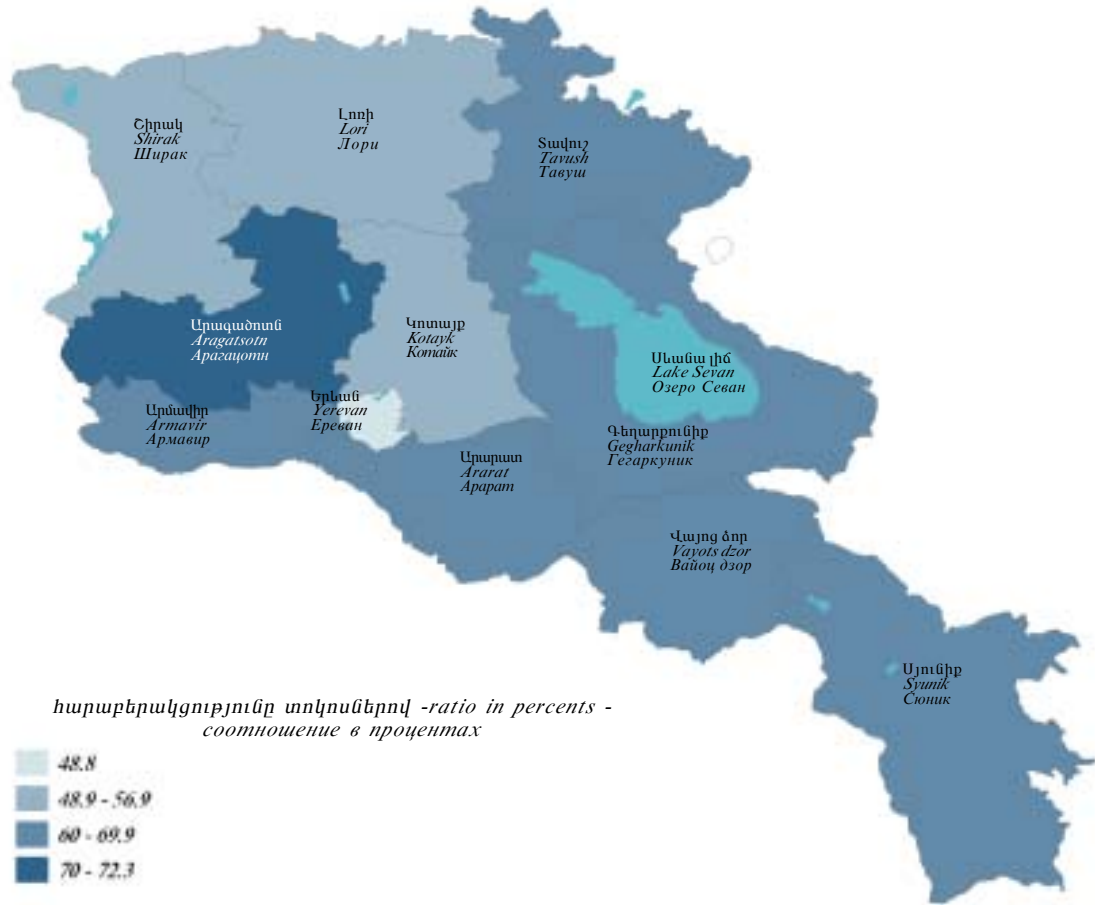 Շիրակ
Shirak
Ширак
Լոռի
Lori
Лори
Տավուշ
Tavush
Тавуш
Արագածոտն
Aragatsotn
Арагацотн
Կոտայք
Kotayk
Котайк
Սևանա լիճ
Lake Sevan
Озеро Севан
Արմավիր
Armavir
Армавир
Երևան
Yerevan
Ереван
Գեղարքունիք
Gegharkunik
Гегаркуник
Արարատ
Ararat
Арарат
Վայոց ձոր
Vayots dzor
Вайоц дзор
Սյունիք
Syunik
Сюник
հարաբերակցությունը տոկոսներով -ratio in percents -
соотношение в процентах
48.8
48.9 - 56.9
60 - 69.9
70 - 72.3